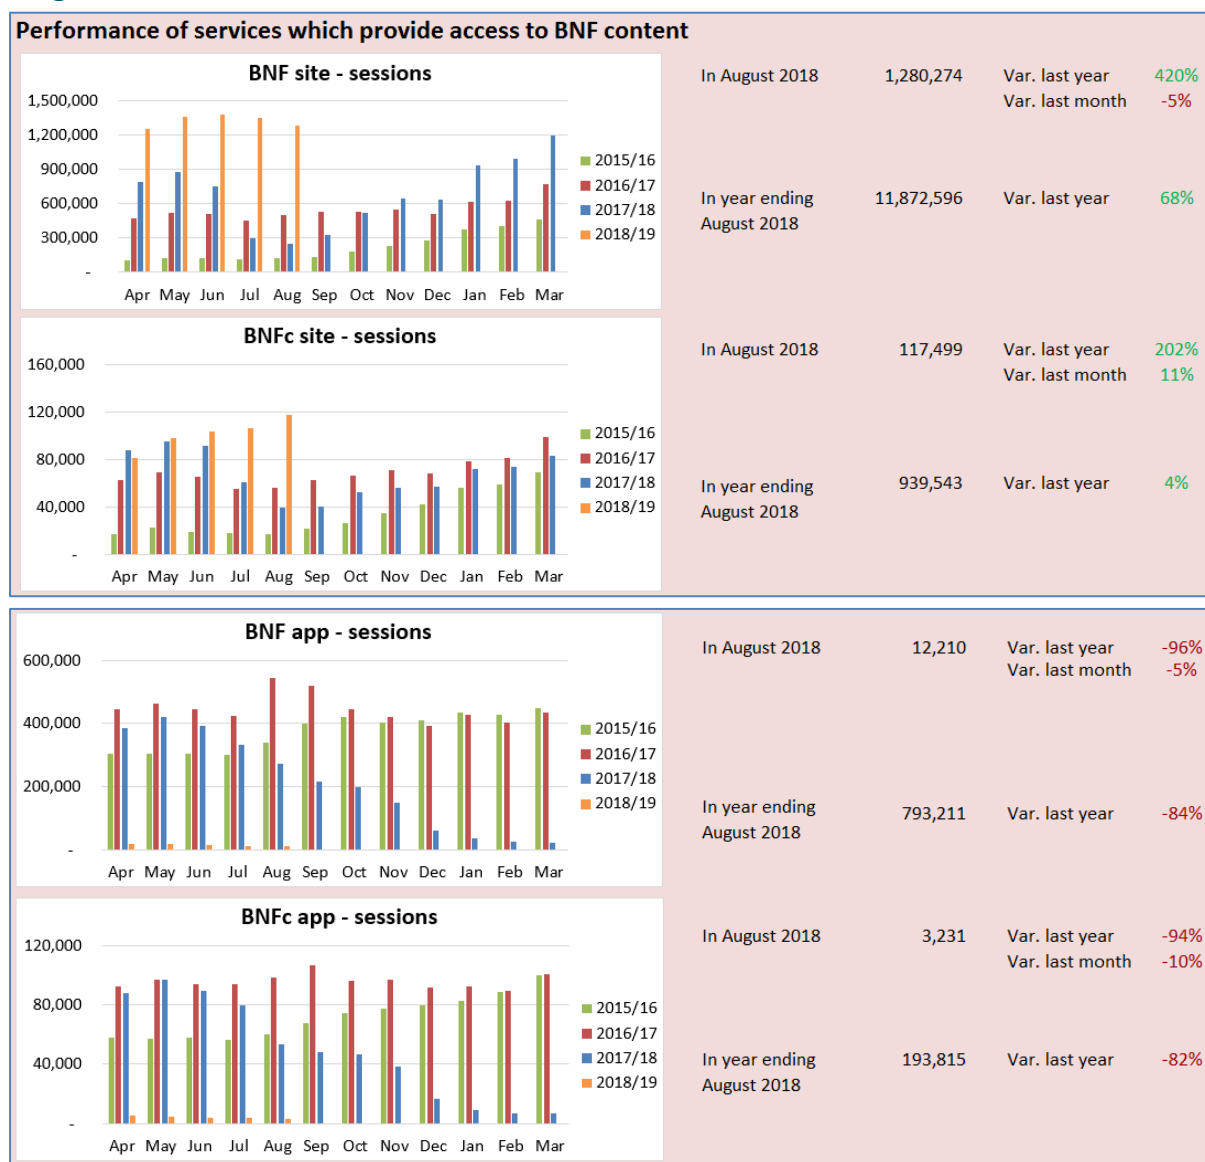 Performance of services which provide access to BNF content
BNF site - sessions
1,500,000
1,200,000
900,000
600,000
300,000
-
Apr May Jun Jul Aug Sep Oct Nov Dec Jan Feb Mar
2015/16
2016/17
2017/18
2018/19
In August 2018 1,280,274 Var. last year 420%
Var. last month -5%
In year ending 11,872,596 Var. last year 68%
August 2018
BNFc site - sessions
160,000
120,000
80,000
40,000
-
Apr May Jun Jul Aug Sep Oct Nov Dec Jan Feb Mar
2015/16
2016/17
2017/18
2018/19
In August 2018 117,499 Var. last year 202%
Var. last month 11%
In year ending 939,543 Var. last year 4%
August 2018
BNF app - sessions
600,000
400,000
200,000
-
Apr May Jun Jul Aug Sep Oct Nov Dec Jan Feb Mar
2015/16
2016/17
2017/18
2018/19
In August 2018 12,210 Var. last year -96%
Var. last month -5%
In year ending 793,211 Var. last year -84%
August 2018
BNFc app - sessions
120,000
80,000
40,000
-
Apr May Jun Jul Aug Sep Oct Nov Dec Jan Feb Mar
2015/16
2016/17
2017/18
2018/19
In August 2018 3,231 Var. last year -94%
Var. last month -10%
In year ending 193,815 Var. last year -82%
August 2018